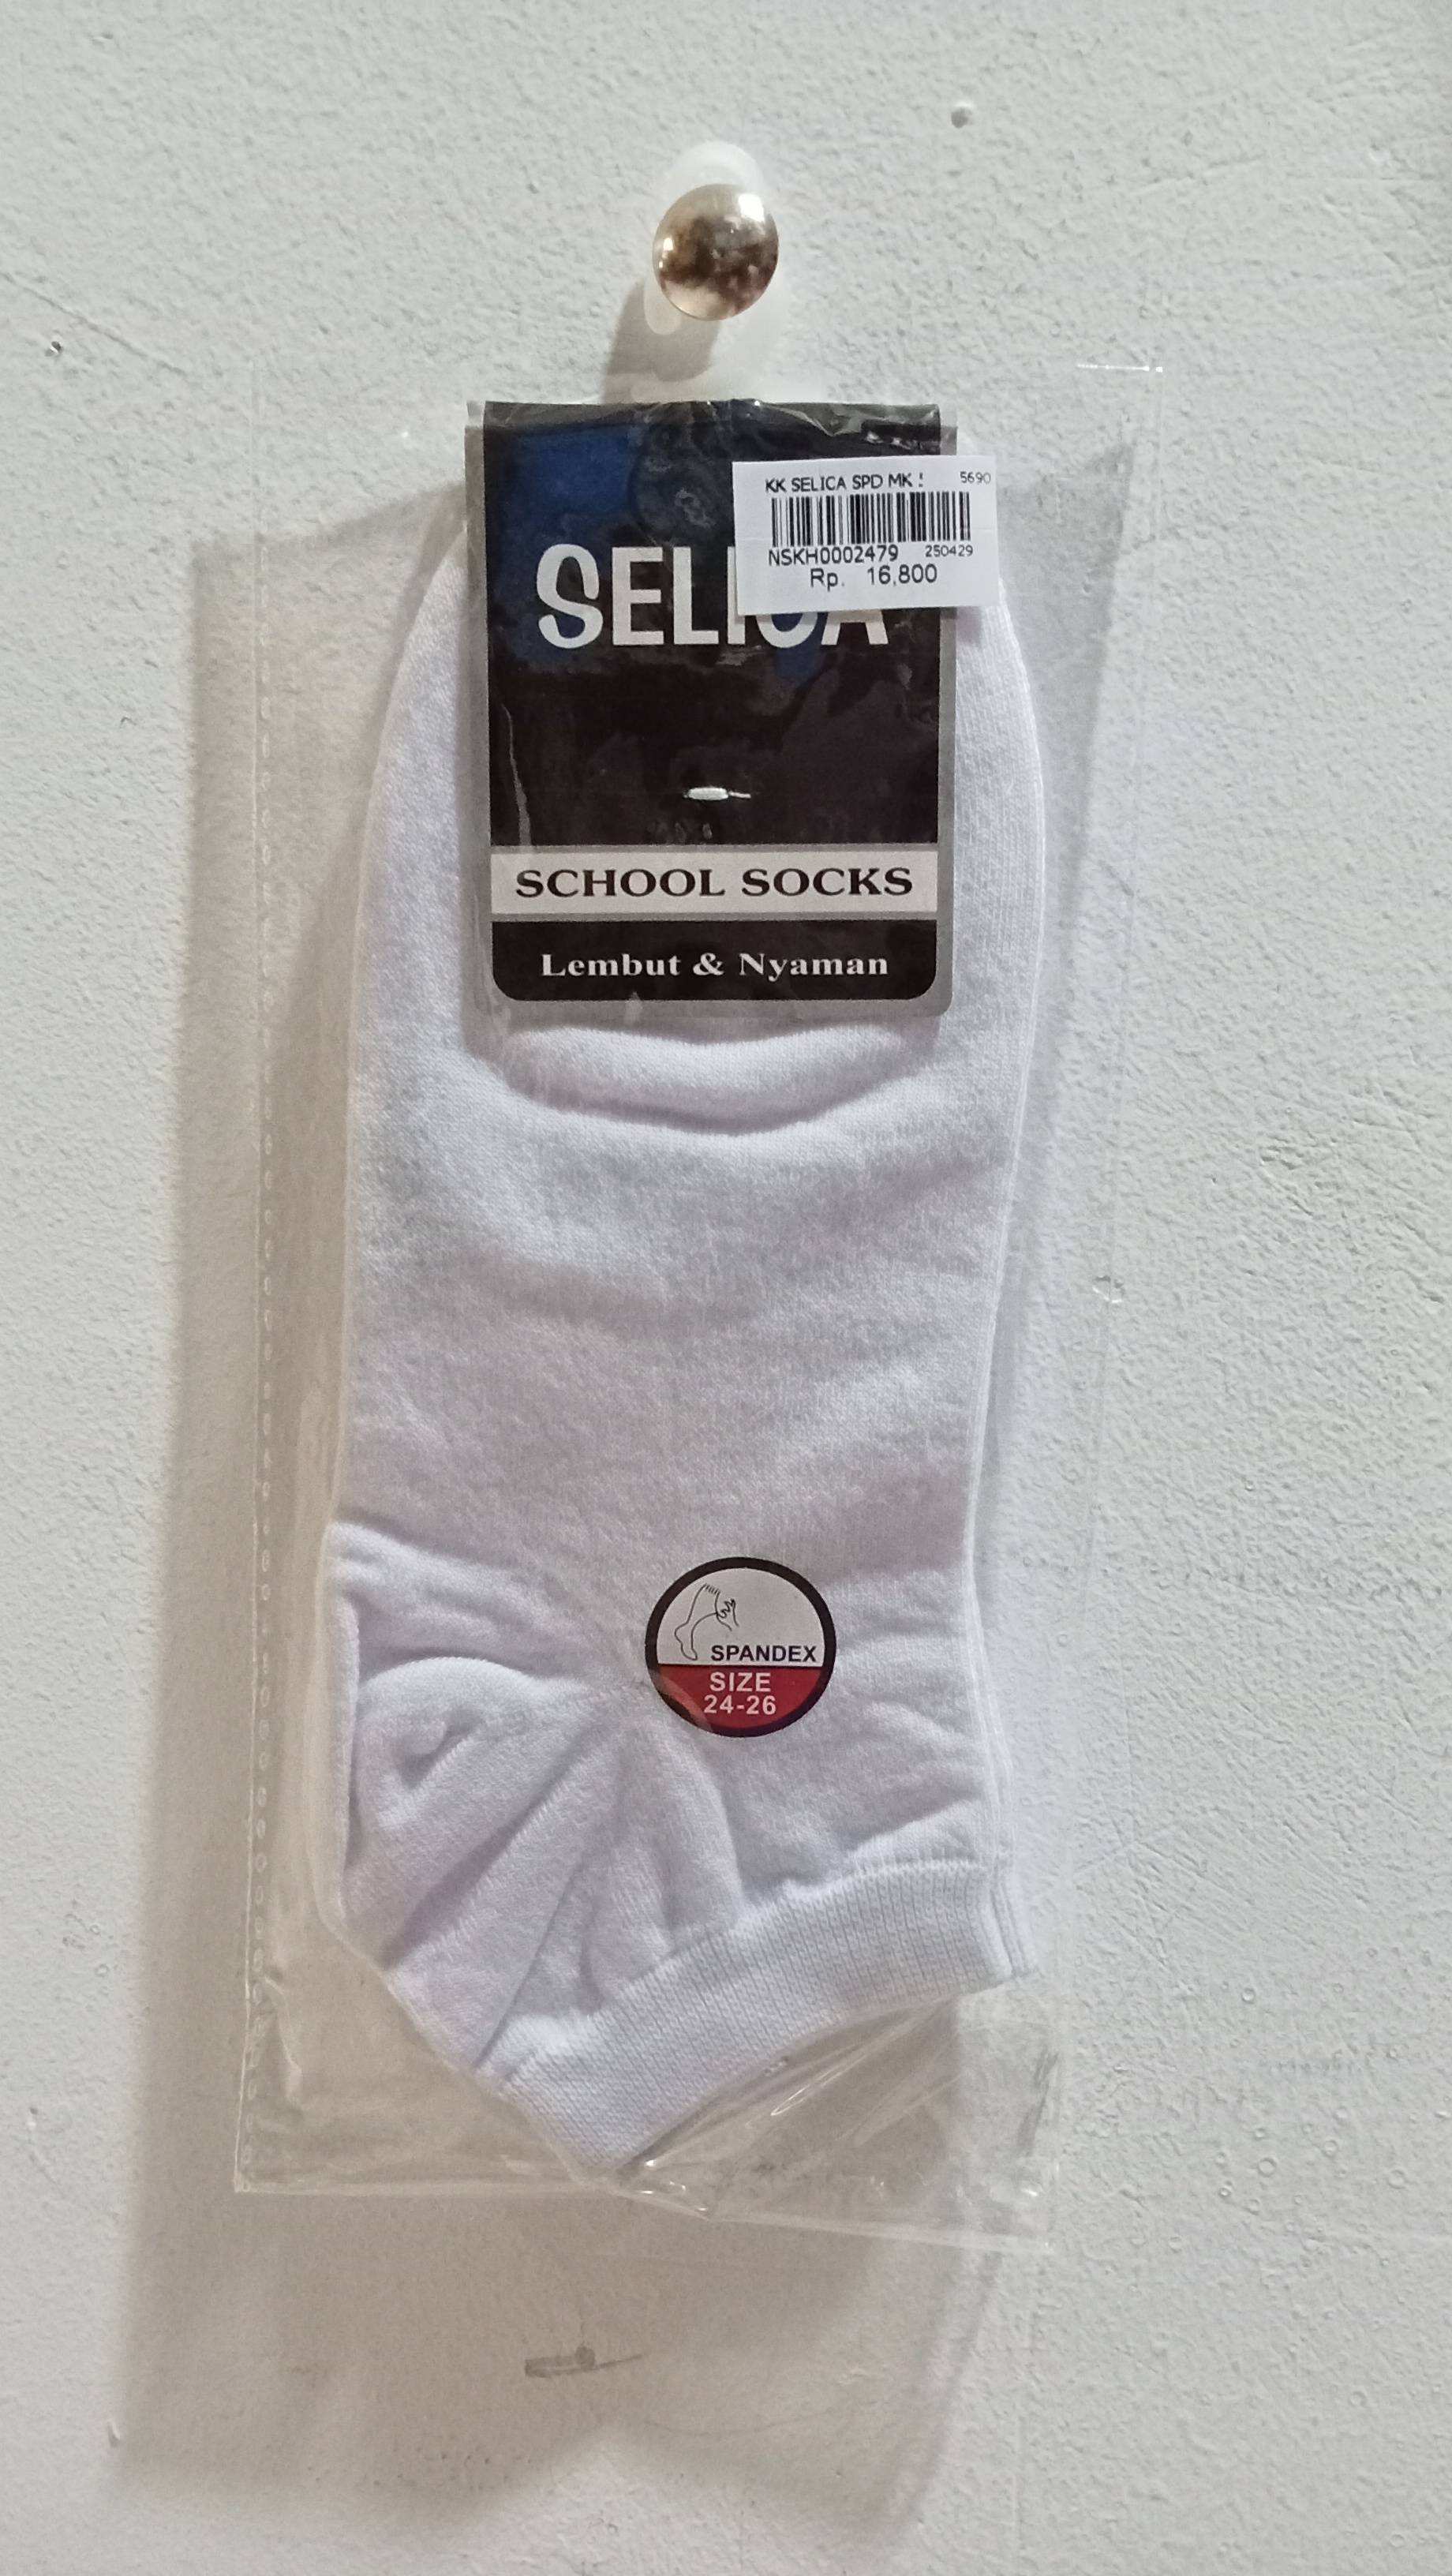 KK SELICA SPD MK 5690
NSKH0002479 250429
Rp. 16,800
SELICA
SCHOOL SOCKS
Lembut & Nyaman
SPANDEX
SIZE
24-26